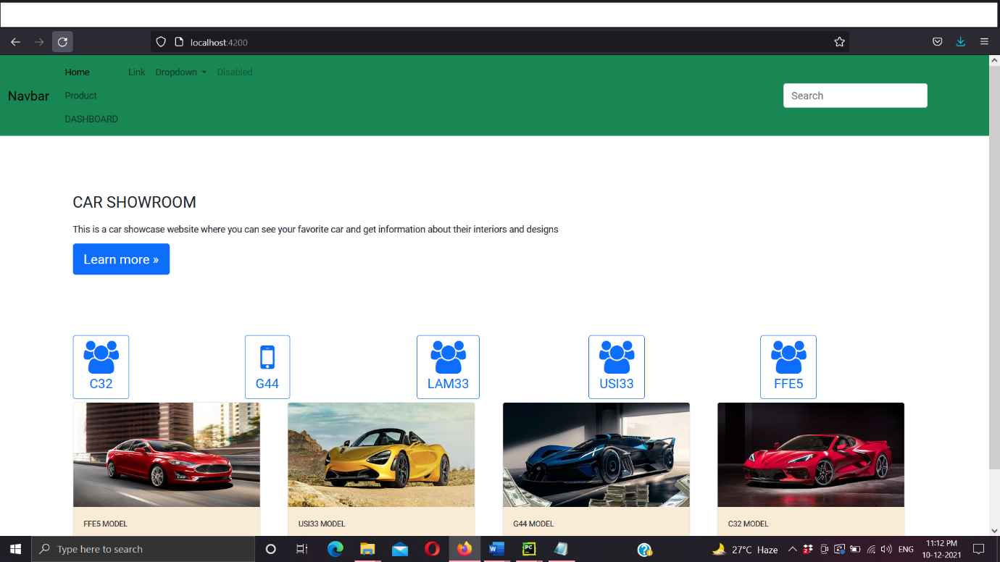 localhost:4200
Home Link Dropdown Disabled
Navbar Product Search
DASHBOARD
CAR SHOWROOM
This is a car showcase website where you can see your favorite car and get information about their interiors and designs
Learn more »
C32 G44 LAM33 USI33 FFE5
FFE5 MODEL USI33 MODEL G44 MODEL C32 MODEL
Type here to search W PC 27°C Haze ENG 11:12 PM
10-12-2021